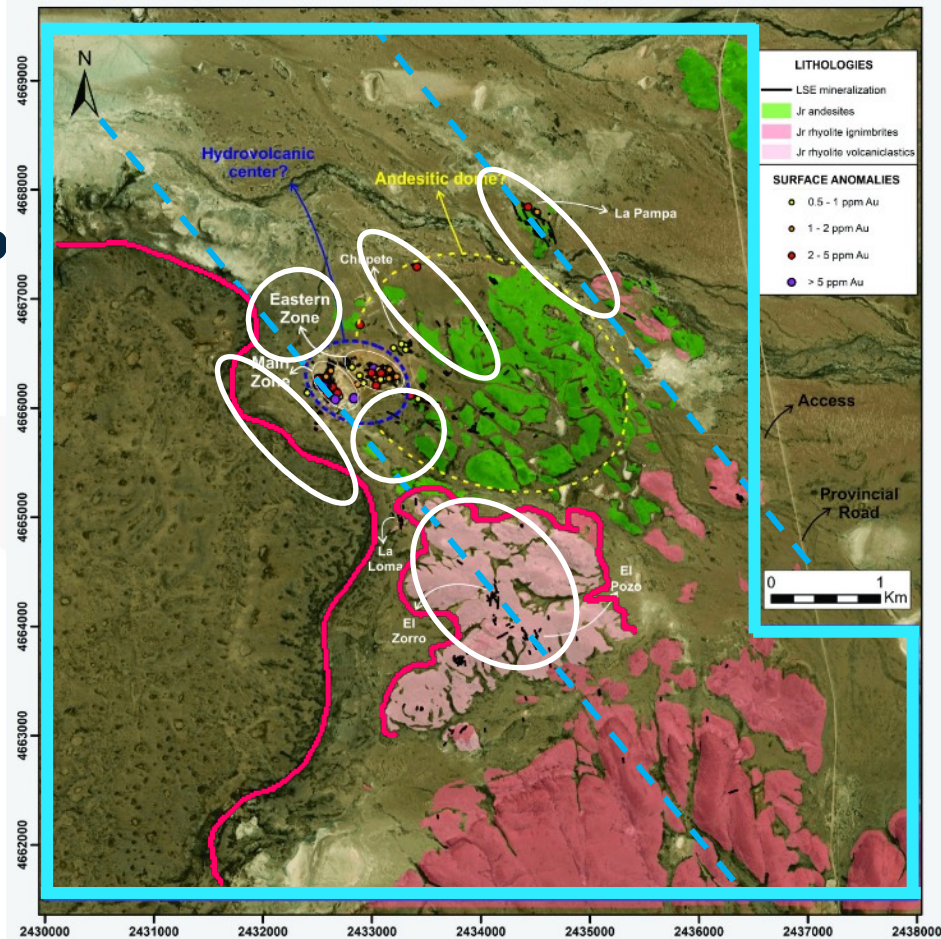 N
Hydrovolcanic
center?
Andesitic dome?
La Pampa
Chupete
Eastern
Zone
Main
Zone
Access
Provincial
Road
La
Loma
El
Zorro
El
Pozo
LITHOLOGIES
LSE mineralization
Jr andesites
Jr rhyolite ignimbrites
Jr rhyolite volcaniclastics
SURFACE ANOMALIES
0.5 - 1 ppm Au
1 - 2 ppm Au
2 - 5 ppm Au
> 5 ppm Au
0 1
Km
4669000
4668000
4667000
4666000
4665000
4664000
4663000
4662000
2430000 2431000 2432000 2433000 2434000 2435000 2436000 2437000 2438000